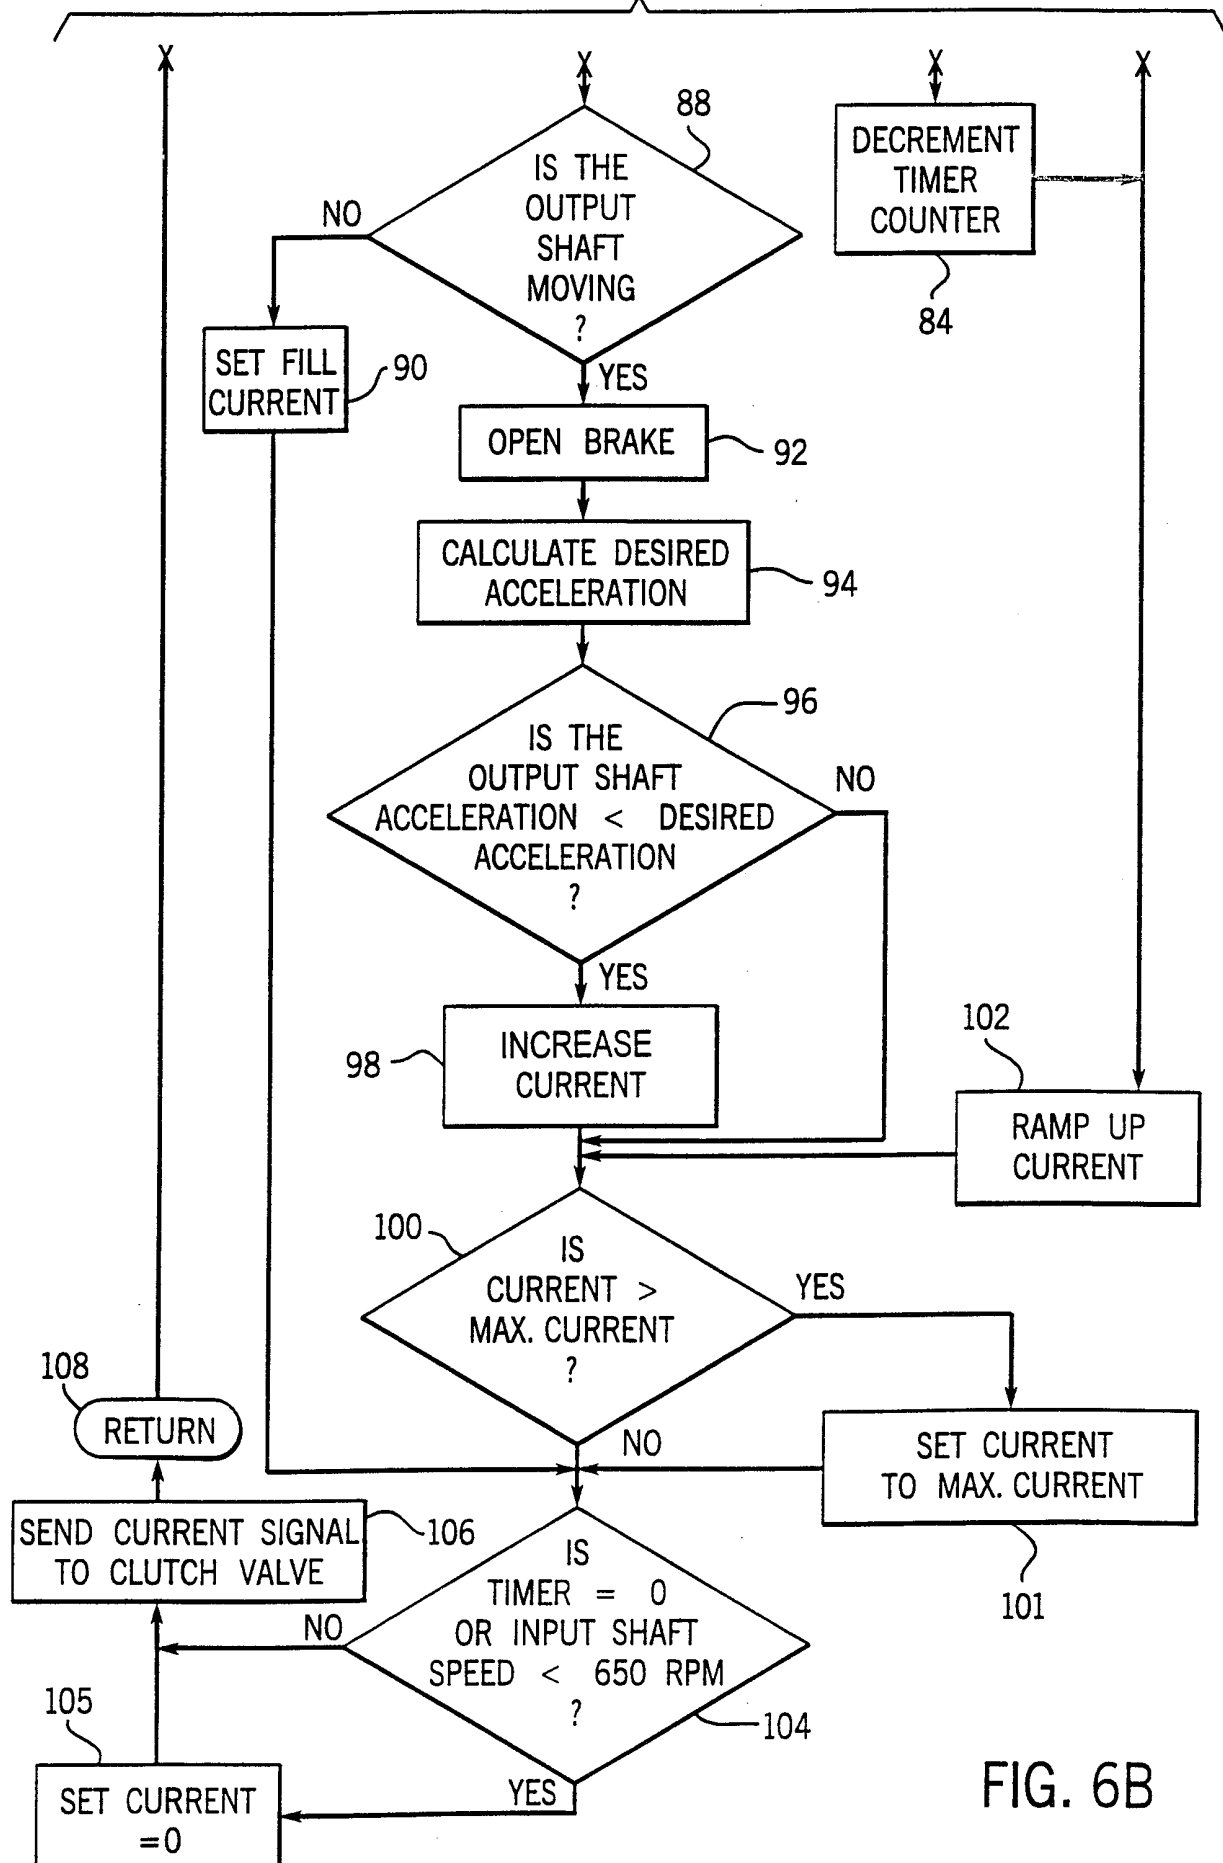 X
X
X
X
88
IS THE
OUTPUT
SHAFT
MOVING
?
NO
YES
DECREMENT
TIMER
COUNTER
84
SET FILL
CURRENT
90
OPEN BRAKE
92
CALCULATE DESIRED
ACCELERATION
94
96
IS THE
OUTPUT SHAFT
ACCELERATION < DESIRED
ACCELERATION
?
NO
YES
98
INCREASE
CURRENT
102
RAMP UP
CURRENT
100
IS
CURRENT >
MAX. CURRENT
?
YES
NO
SET CURRENT
TO MAX. CURRENT
101
108
RETURN
SEND CURRENT SIGNAL
TO CLUTCH VALVE
106
IS
TIMER = 0
OR INPUT SHAFT
SPEED < 650 RPM
?
NO
104
YES
105
SET CURRENT
=0
FIG. 6B